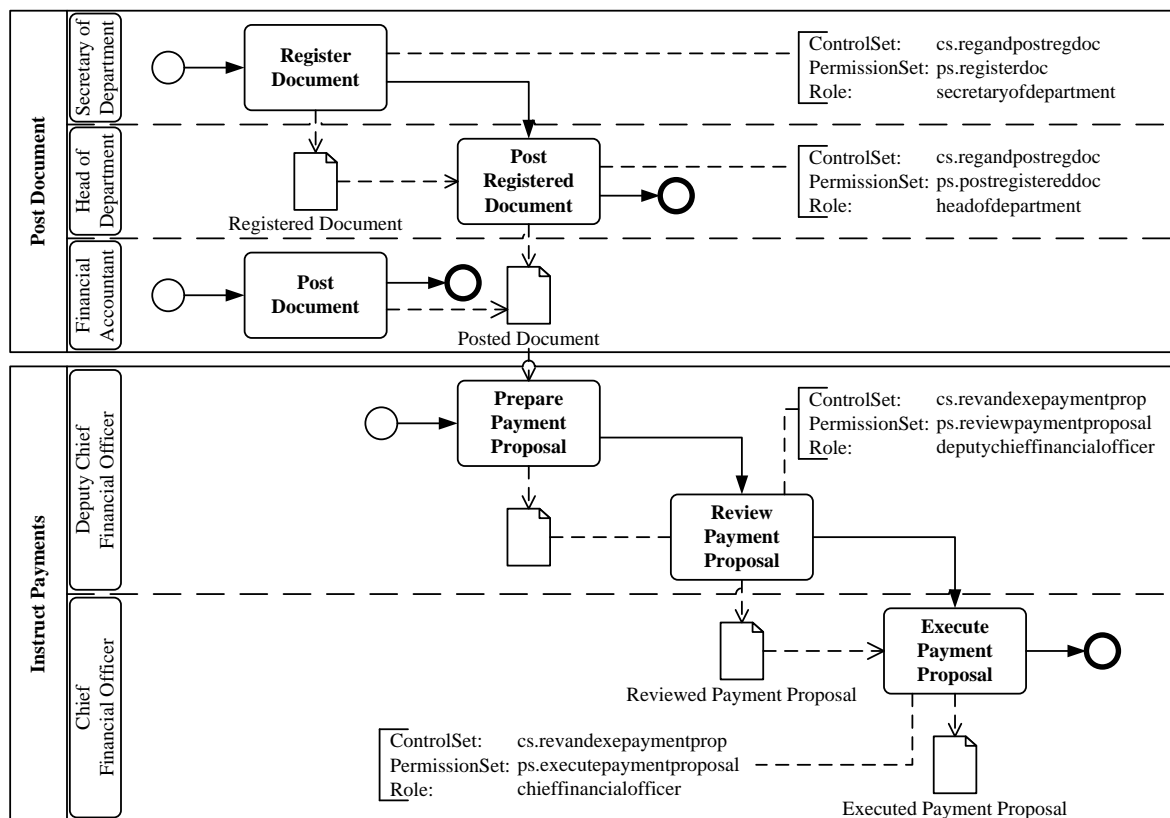 Post Document
Secretary of
Department
Register
Document
ControlSet: cs.regandpostregdoc
PermissionSet: ps.registerdoc
Role: secretaryofdepartment
Head of
Department
Registered Document
Post
Registered
Document
ControlSet: cs.regandpostregdoc
PermissionSet: ps.postregistereddoc
Role: headofdepartment
Financial
Accountant
Post
Document
Posted Document
Instruct Payments
Deputy Chief
Financial Officer
Prepare
Payment
Proposal
ControlSet: cs.revandexepaymentprop
PermissionSet: ps.reviewpaymentproposal
Role: deputychieffinancialofficer
Review
Payment
Proposal
Chief
Financial Officer
Reviewed Payment Proposal
Execute
Payment
Proposal
ControlSet: cs.revandexepaymentprop
PermissionSet: ps.executepaymentproposal
Role: chieffinancialofficer
Executed Payment Proposal